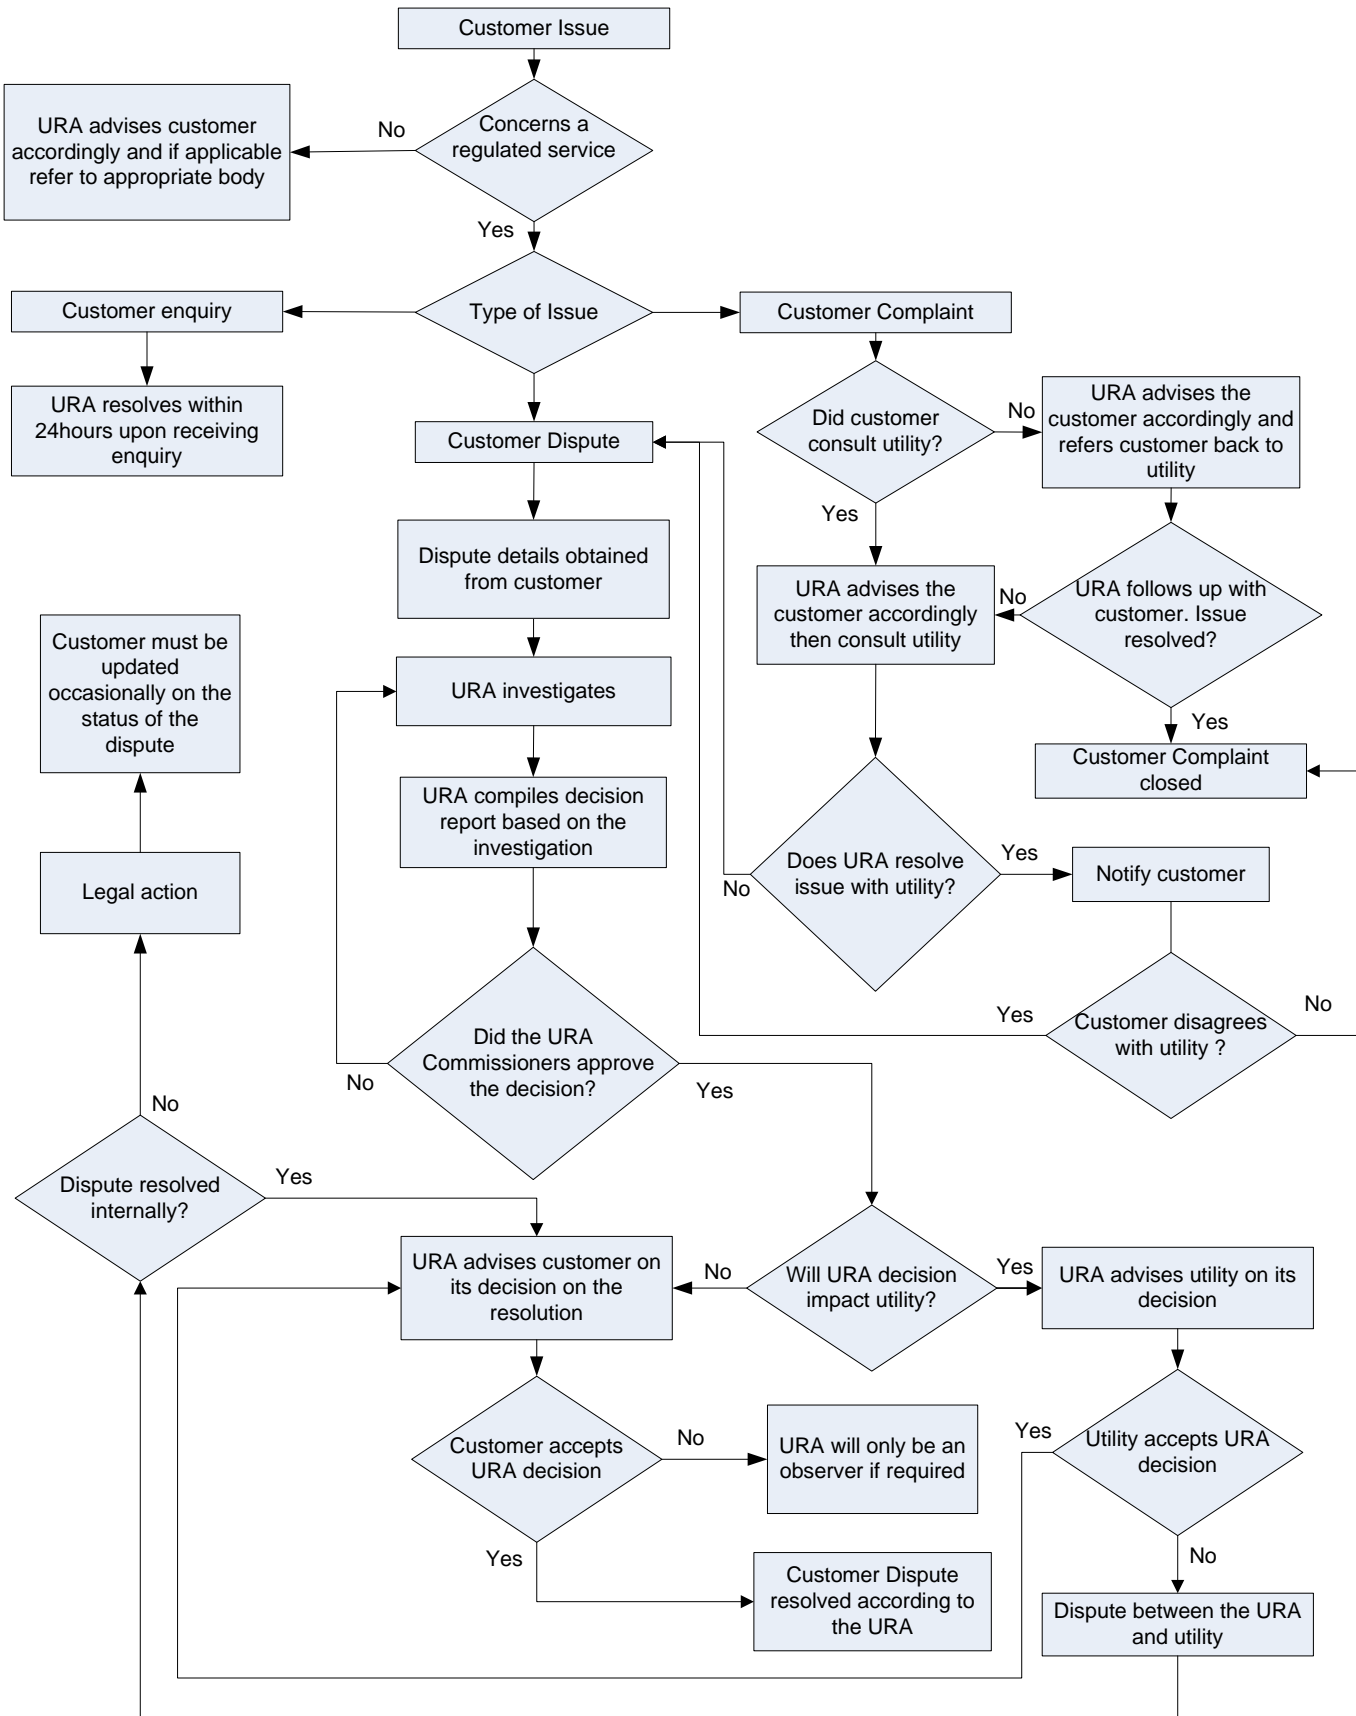 Customer Issue
URA advises customer
accordingly and if applicable
refer to appropriate body
No
Concerns a
regulated service
Yes
Customer enquiry
Type of Issue
Customer Complaint
URA resolves within
24hours upon receiving
enquiry
Customer Dispute
Did customer
consult utility?
No
URA advises the
customer accordingly and
refers customer back to
utility
Yes
Dispute details obtained
from customer
URA advises the
customer accordingly
then consult utility
No
URA follows up with
customer. Issue
resolved?
Yes
Customer must be
updated
occasionally on the
status of the
dispute
URA investigates
Customer Complaint
closed
URA compiles decision
report based on the
investigation
Legal action
No
Does URA resolve
issue with utility?
Yes
Notify customer
Did the URA
Commissioners approve
the decision?
No
Yes
Yes
Customer disagrees
with utility ?
No
No
Dispute resolved
internally?
Yes
URA advises customer on
its decision on the
resolution
No
Will URA decision
impact utility?
Yes
URA advises utility on its
decision
Customer accepts
URA decision
No
URA will only be an
observer if required
Yes
Utility accepts URA
decision
Yes
Customer Dispute
resolved according to
the URA
No
Dispute between the URA
and utility